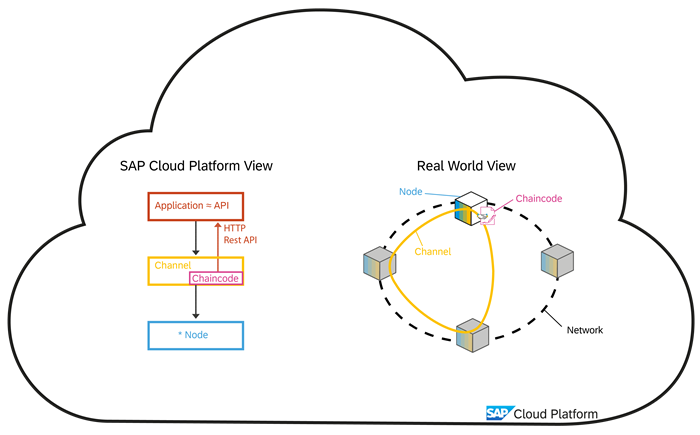 SAP Cloud Platform View
Application ≈ API
HTTP
Rest API
Channel
Chaincode
* Node
Real World View
Node
Chaincode
Channel
Network
SAP Cloud Platform